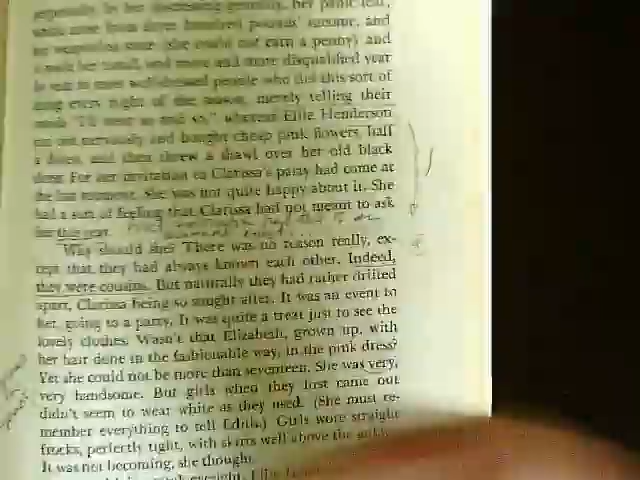 especially, in her
from three hundred pounds' income, and
(she could not earn a penny) and
and more and more disqualified year
by year to meet well-dressed people who did this sort of
thing every night of the season, merely telling their
maids "I'll wear so and so," whereas Ellie Henderson
ran out nervously and bought cheap pink flowers, half
a dozen, and then threw a shawl over her old black
dress. For her invitation to Clarissa's party had come at
the last moment. She was not quite happy about it. She
had a sort of feeling that Clarissa had not meant to ask
her this year.
Why should she? There was no reason really, ex-
cept that they had always known each other. Indeed,
they were cousins. But naturally they had rather drifted
apart, Clarissa being so sought after. It was an event to
her, going to a party. It was quite a treat just to see the
lovely clothes. Wasn't that Elizabeth, grown up, with
her hair done in the fashionable way, in the pink dress?
Yet she could not be more than seventeen. She was very,
very handsome. But girls when they first came out
didn't seem to wear white as they used. (She must re-
member everything to tell Edith.) Girls wore straight
frocks, perfectly tight, with skirts well above the
It was not becoming, she thought.